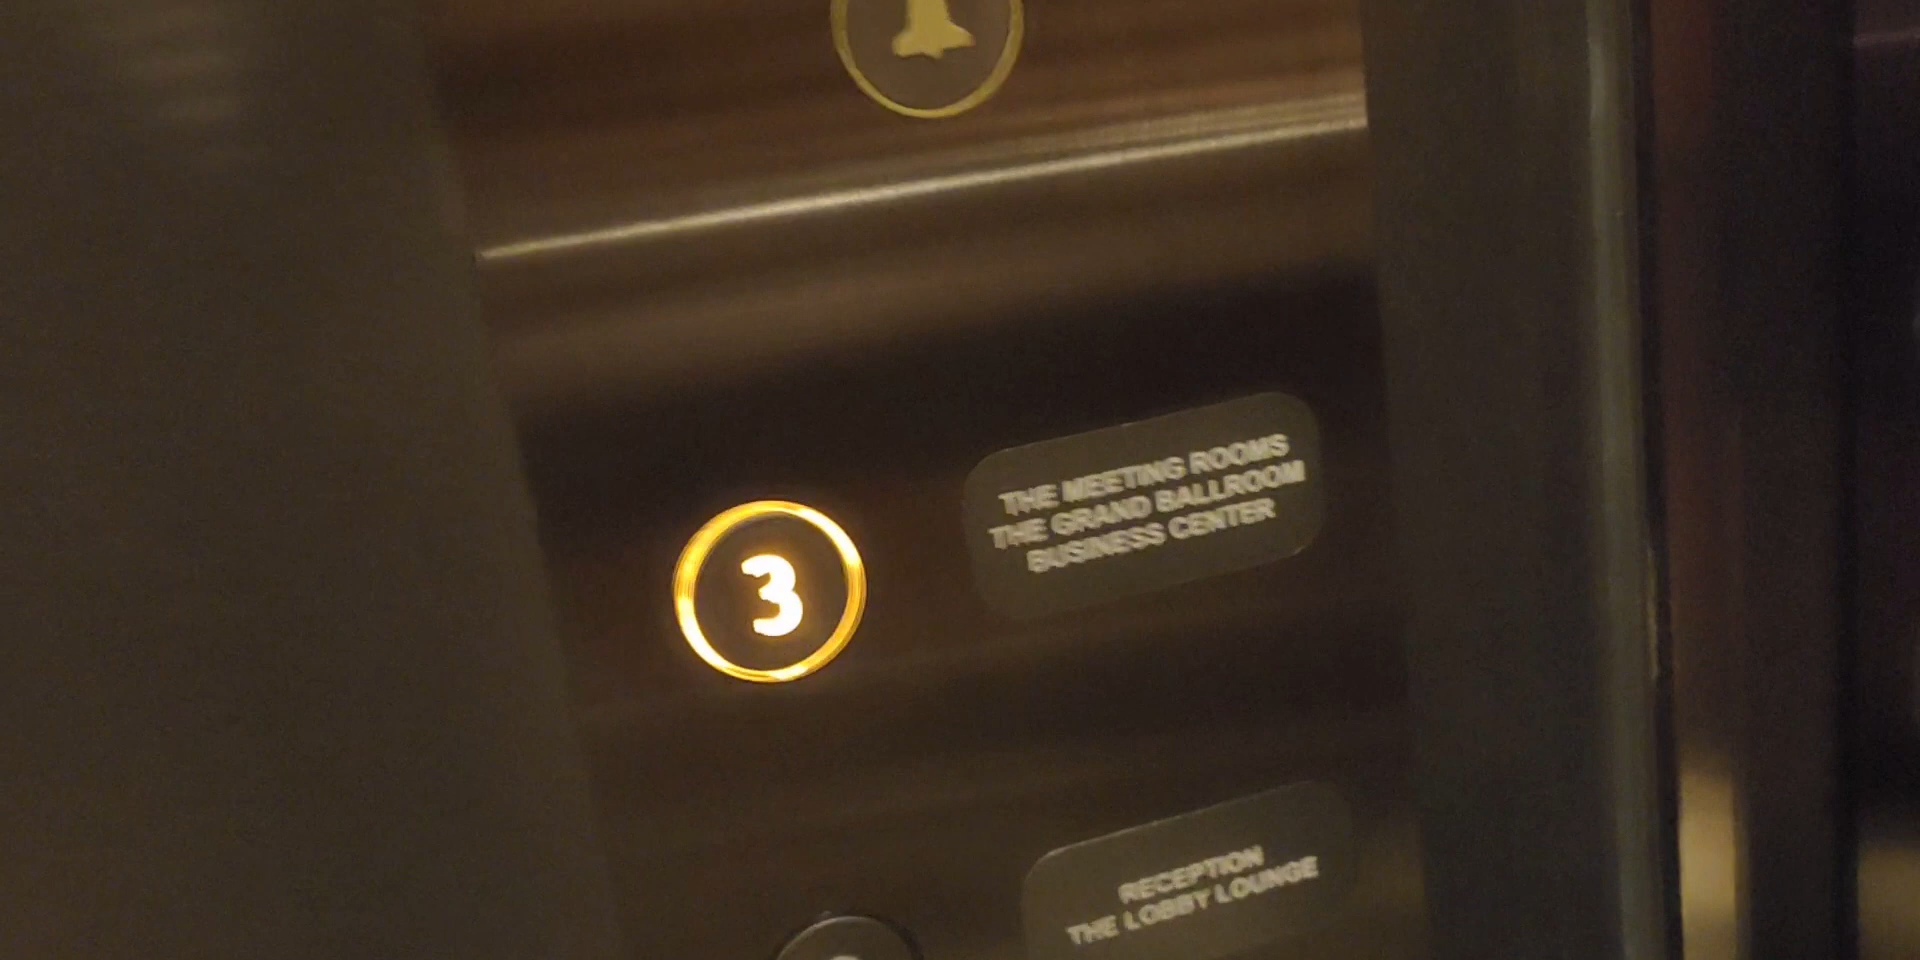 THE MEETING ROOMS
THE GRAND BALLROOM
3
BUSINESS CENTER
RECEPTION
THE LOBBY LOUNGE